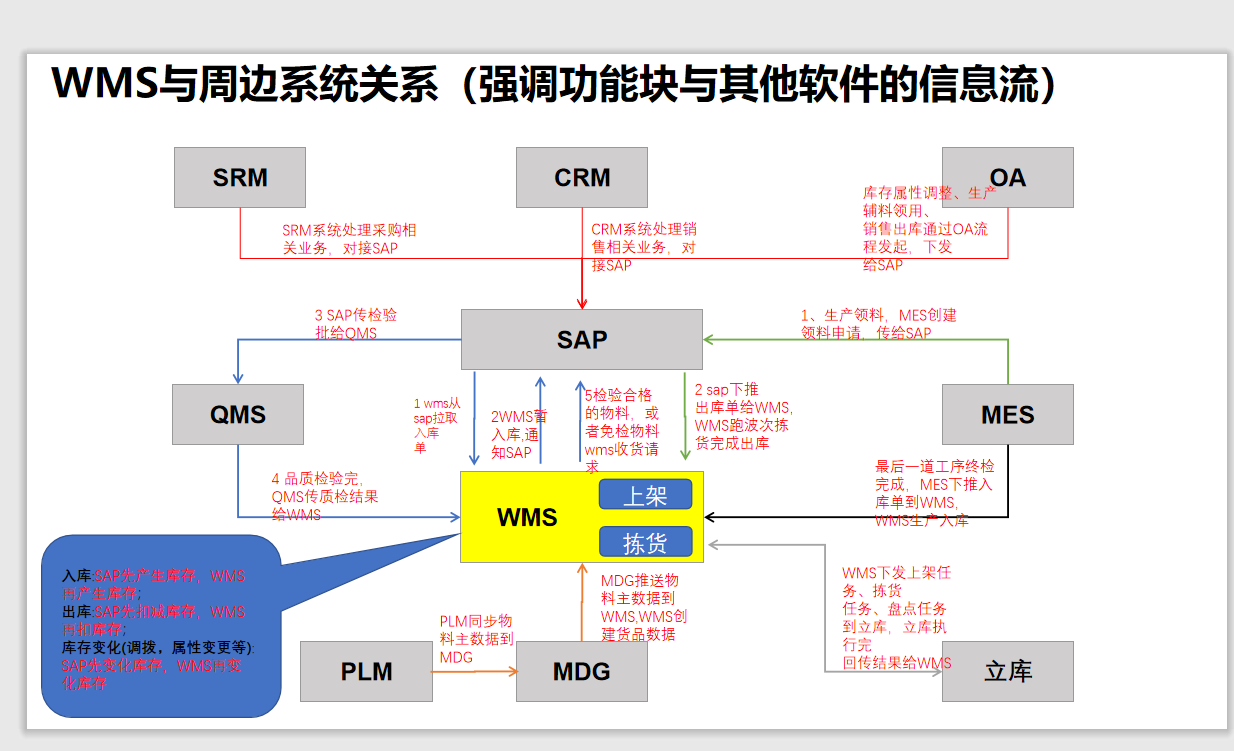 WMS与周边系统关系（强调功能块与其他软件的信息流）
SRM
CRM
OA
SRM系统处理采购相
关业务，对接SAP
CRM系统处理销
售相关业务，对
接SAP
库存属性调整、生产
辅料领用、
销售出库通过OA流
程发起，下发
给SAP
3 SAP传检验
批给QMS
SAP
1、生产领料，MES创建
领料申请，传给SAP
QMS
1 wms从
sap拉取
入库
单
2WMS暂
入库,通
知SAP
5检验合格
的物料，或
者免检物料
wms收货请
求
2 sap下推
出库单给WMS,
WMS跑波次拣
货完成出库
MES
4 品质检验完，
QMS传质检结果
给WMS
WMS
上架
拣货
最后一道工序终检
完成，MES下推入
库单到WMS,
WMS生产入库
入库:SAP先产生库存，WMS
再产生库存;
出库:SAP先扣减库存，WMS
再扣库存;
库存变化(调拨，属性变更等):
SAP先变化库存，WMS再变
化库存
PLM同步物
料主数据到
MDG
MDG推送物
料主数据到
WMS,WMS创
建货品数据
WMS下发上架任
务、拣货
任务、盘点任务
到立库，立库执
行完
回传结果给WMS
PLM
MDG
立库